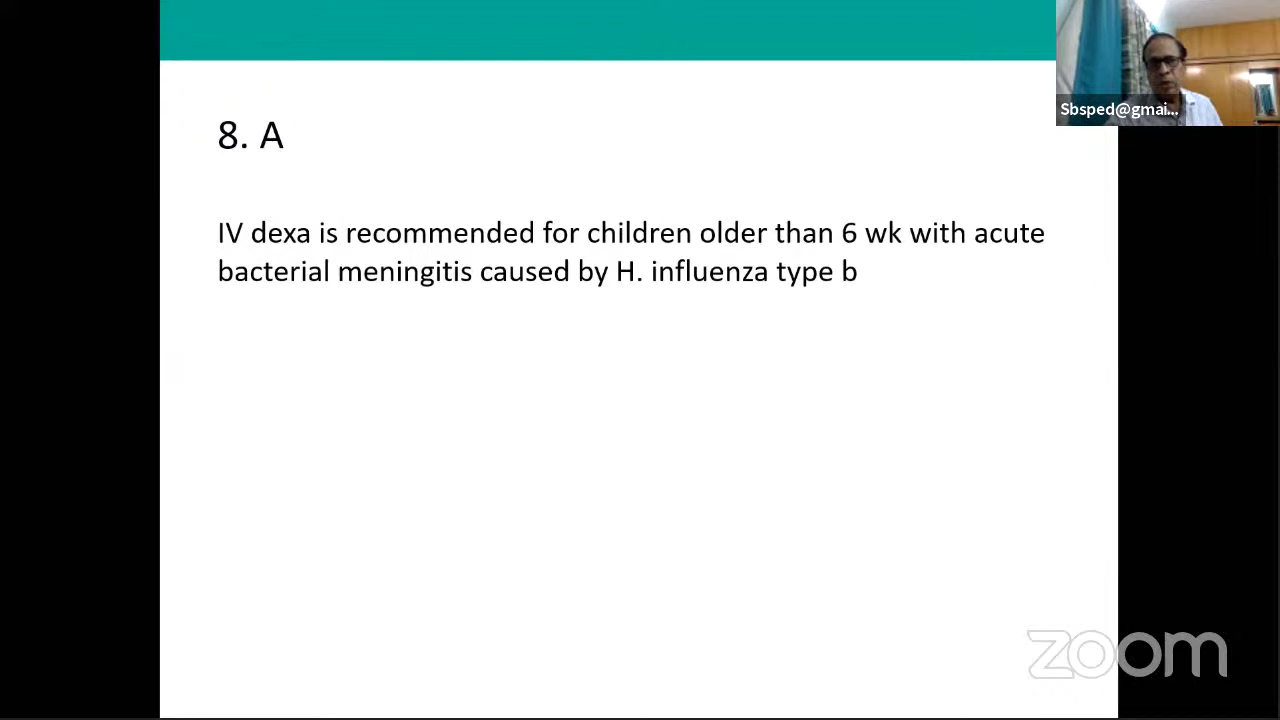 Sbsped@gmai...
8. A
IV dexa is recommended for children older than 6 wk with acute
bacterial meningitis caused by H. influenza type b
zoom